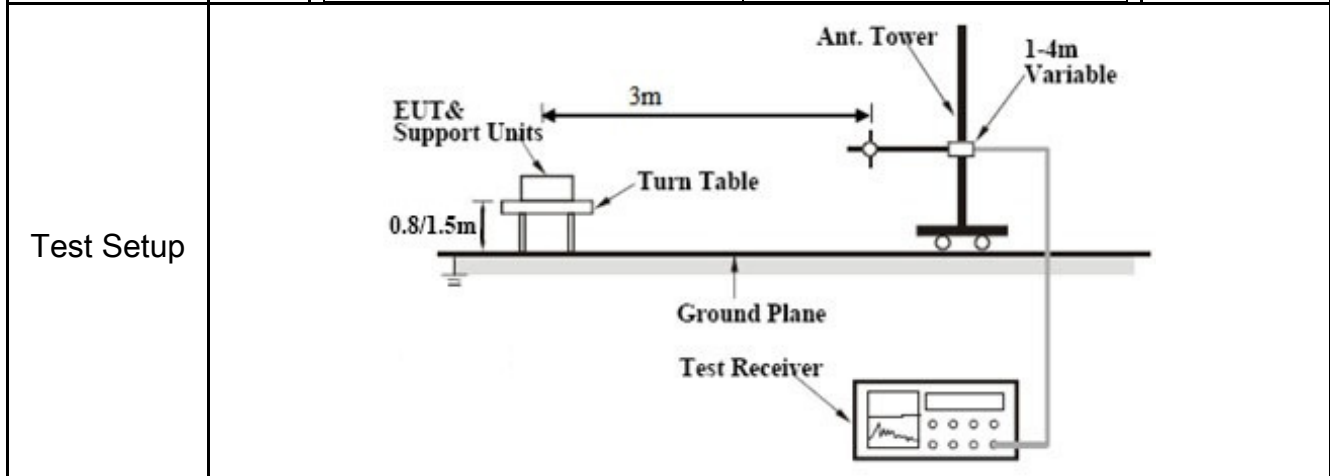 Test Setup
Ant. Tower
1-4m
Variable
3m
EUT&
Support Units
Turn Table
0.8/1.5m
Ground Plane
Test Receiver